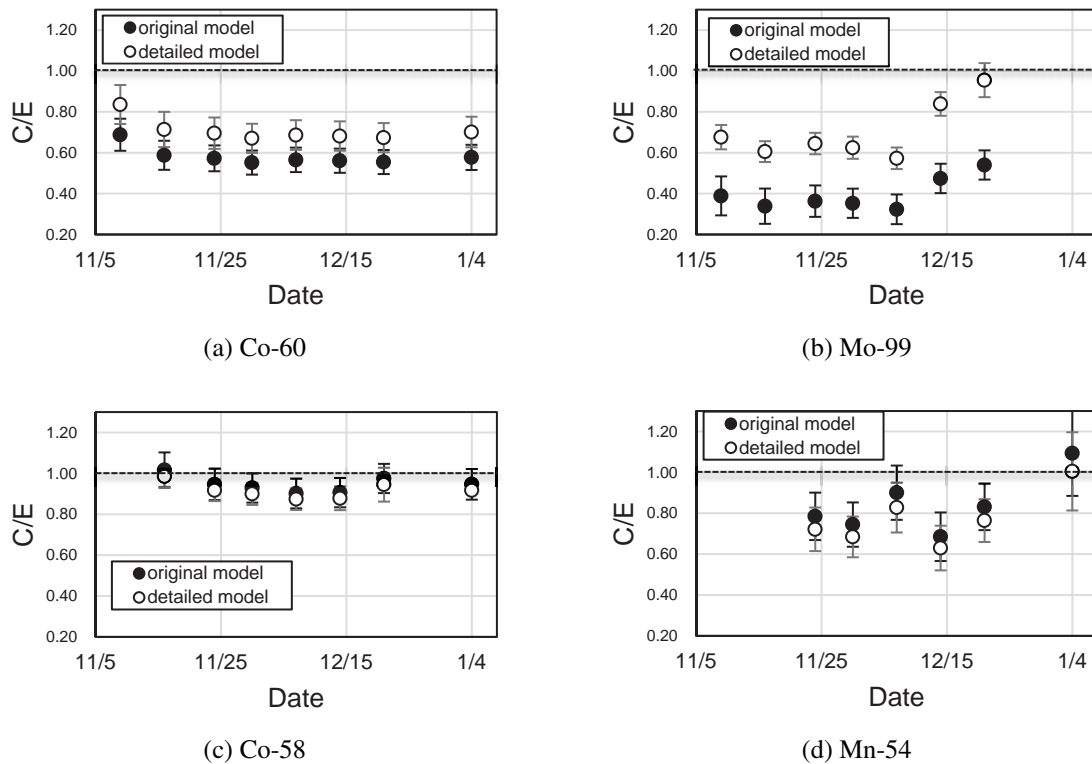 1.20
1.00
0.80
0.60
0.40
0.20
C/E
original model
detailed model
11/5
11/25
12/15
1/4
Date
(a) Co-60
1.20
1.00
0.80
0.60
0.40
0.20
C/E
original model
detailed model
11/5
11/25
12/15
1/4
Date
(b) Mo-99
1.20
1.00
0.80
0.60
0.40
0.20
C/E
original model
detailed model
11/5
11/25
12/15
1/4
Date
(c) Co-58
1.20
1.00
0.80
0.60
0.40
0.20
C/E
original model
detailed model
11/5
11/25
12/15
1/4
Date
(d) Mn-54